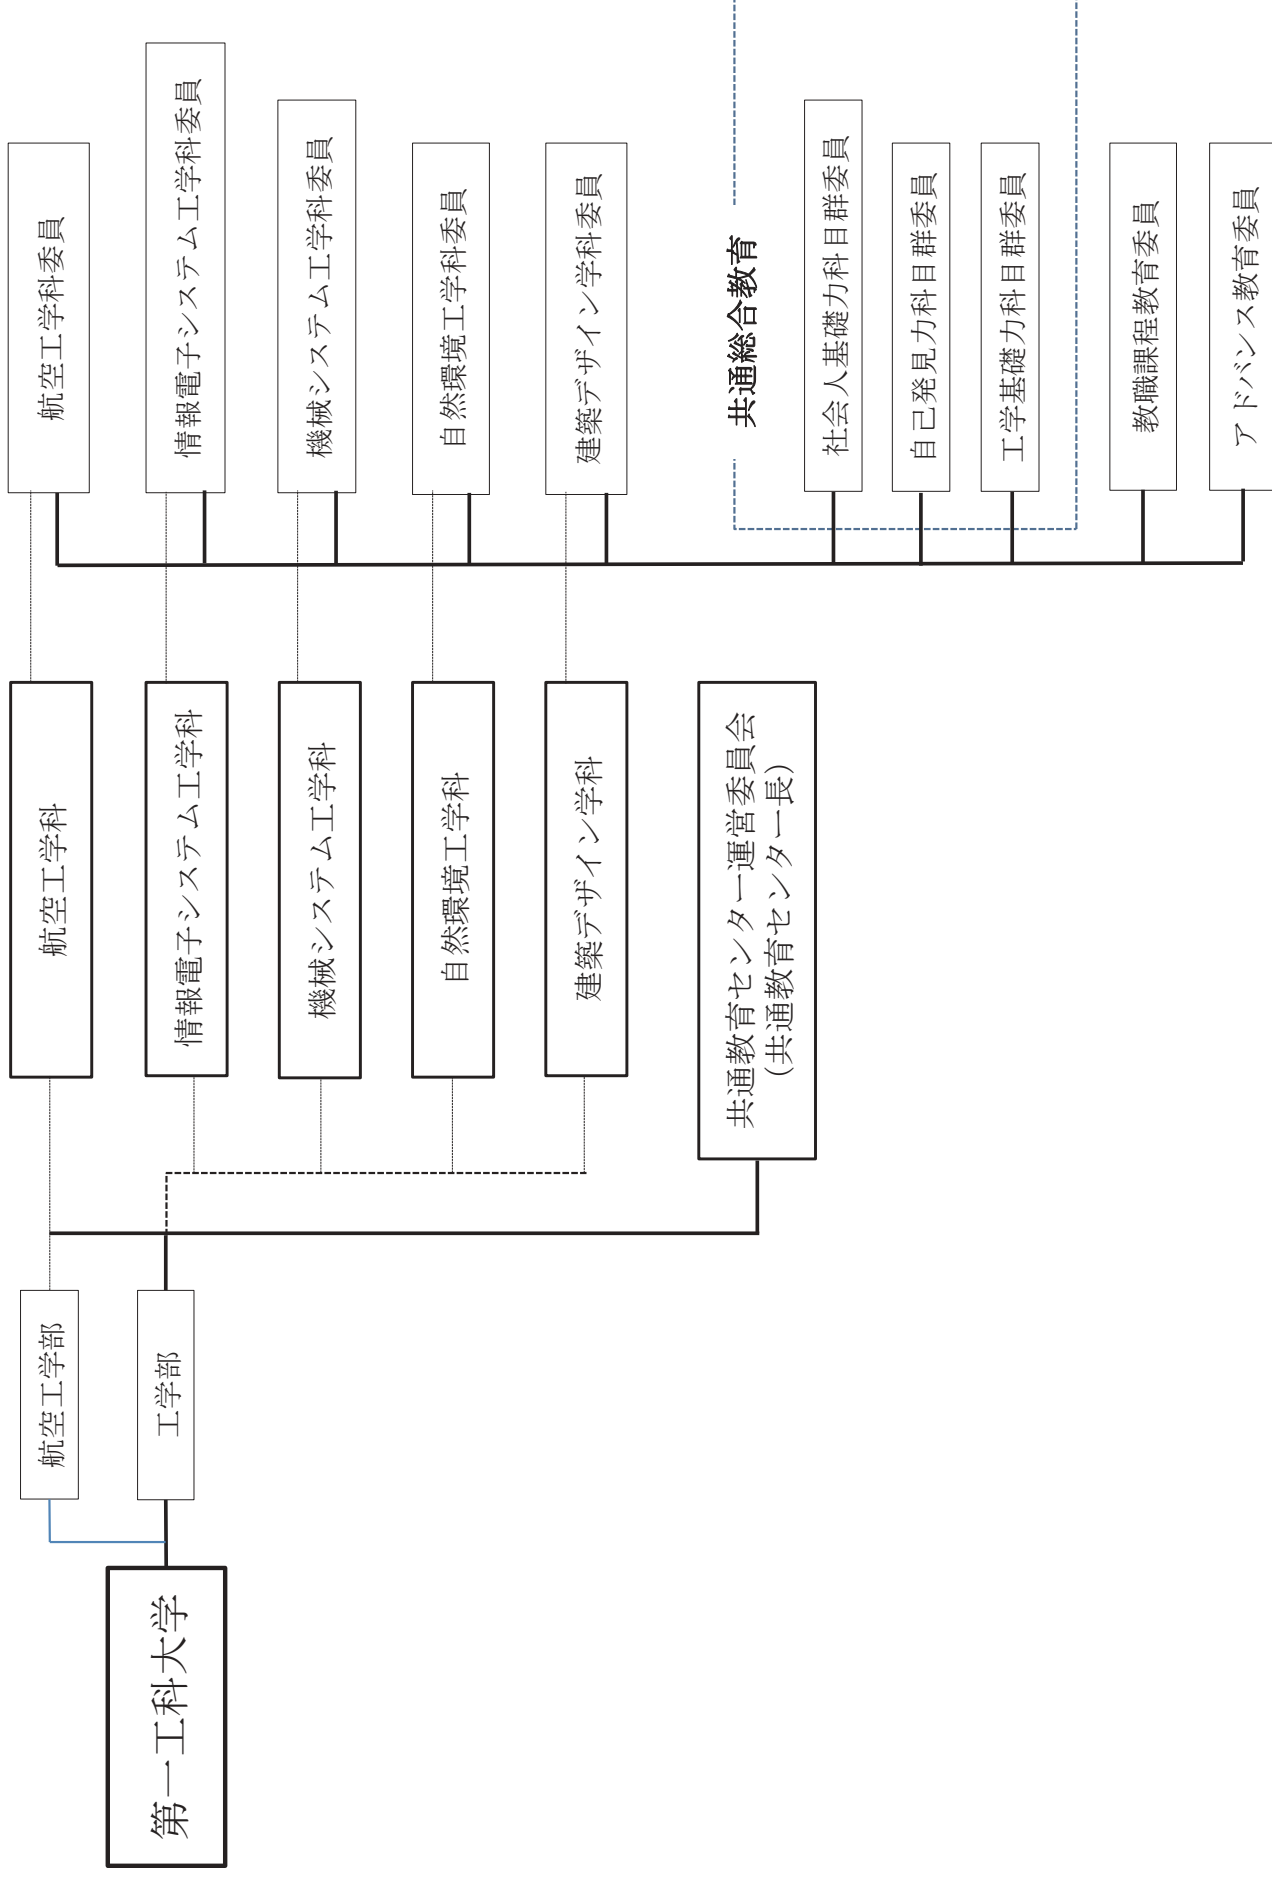 第一工科大学
航空工学部
工学部
航空工学科
情報電子システム工学科
機械システム工学科
自然環境工学科
建築デザイン学科
共通教育センター運営委員会
（共通教育センター長）
航空工学科委員
情報電子システム工学科委員
機械システム工学科委員
自然環境工学科委員
建築デザイン学科委員
共通総合教育
社会人基礎力科目群委員
自己発見力科目群委員
工学基礎力科目群委員
教職課程教育委員
アドバンス教育委員